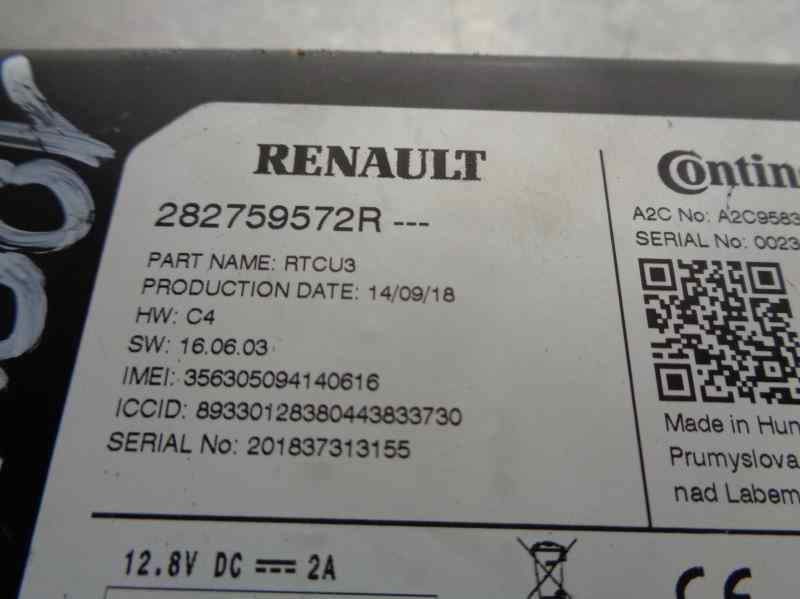 RENAULT
282759572R ---
PART NAME: RTCU3
PRODUCTION DATE: 14/09/18
HW: C4
SW: 16.06.03
IMEI: 356305094140616
ICCID: 89330128380443833730
SERIAL No: 201837313155
Contin
A2C No: A2C9583
SERIAL No: 0023
Made in Hun
Prumyslova
nad Labem
12.8V DC 2A
CE